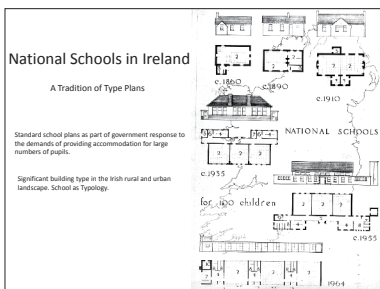 National Schools in Ireland
A Tradition of Type Plans
Standard school plans as part of government response to
the demands of providing accommodation for large
numbers of pupils.
Significant building type in the Irish rural and urban
landscape. School as Typology.
c.1860
c.1890
c.1910
NATIONAL SCHOOLS
c.1935
for 100 children
c.1955
1964